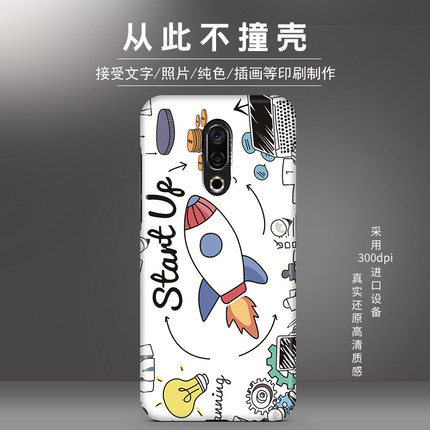 从此不撞壳
接受文字/照片/纯色/插画等印刷制作
Start Up
采用
300dpi
进口设备
真实还原高清质感